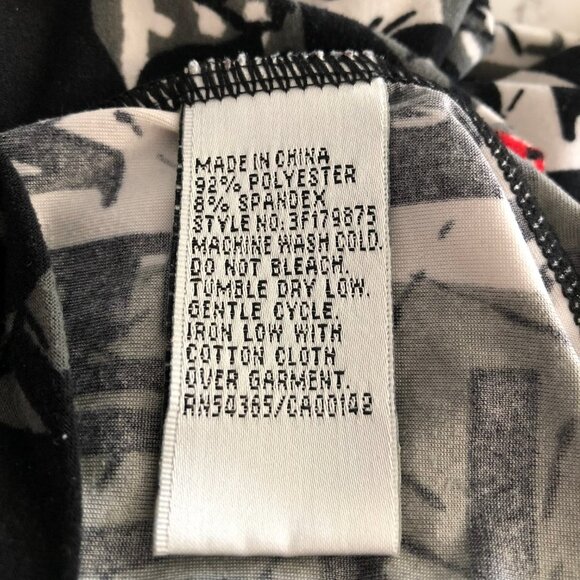 MADE IN CHINA
92% POLYESTER
8% SPANDEX
STYLE NO:3F179875
MACHINE WASH COLD.
DO NOT BLEACH.
TUMBLE DRY LOW.
GENTLE CYCLE.
IRON LOW WITH
COTTON CLOTH
OVER GARMENT.
RN54365/CA00148